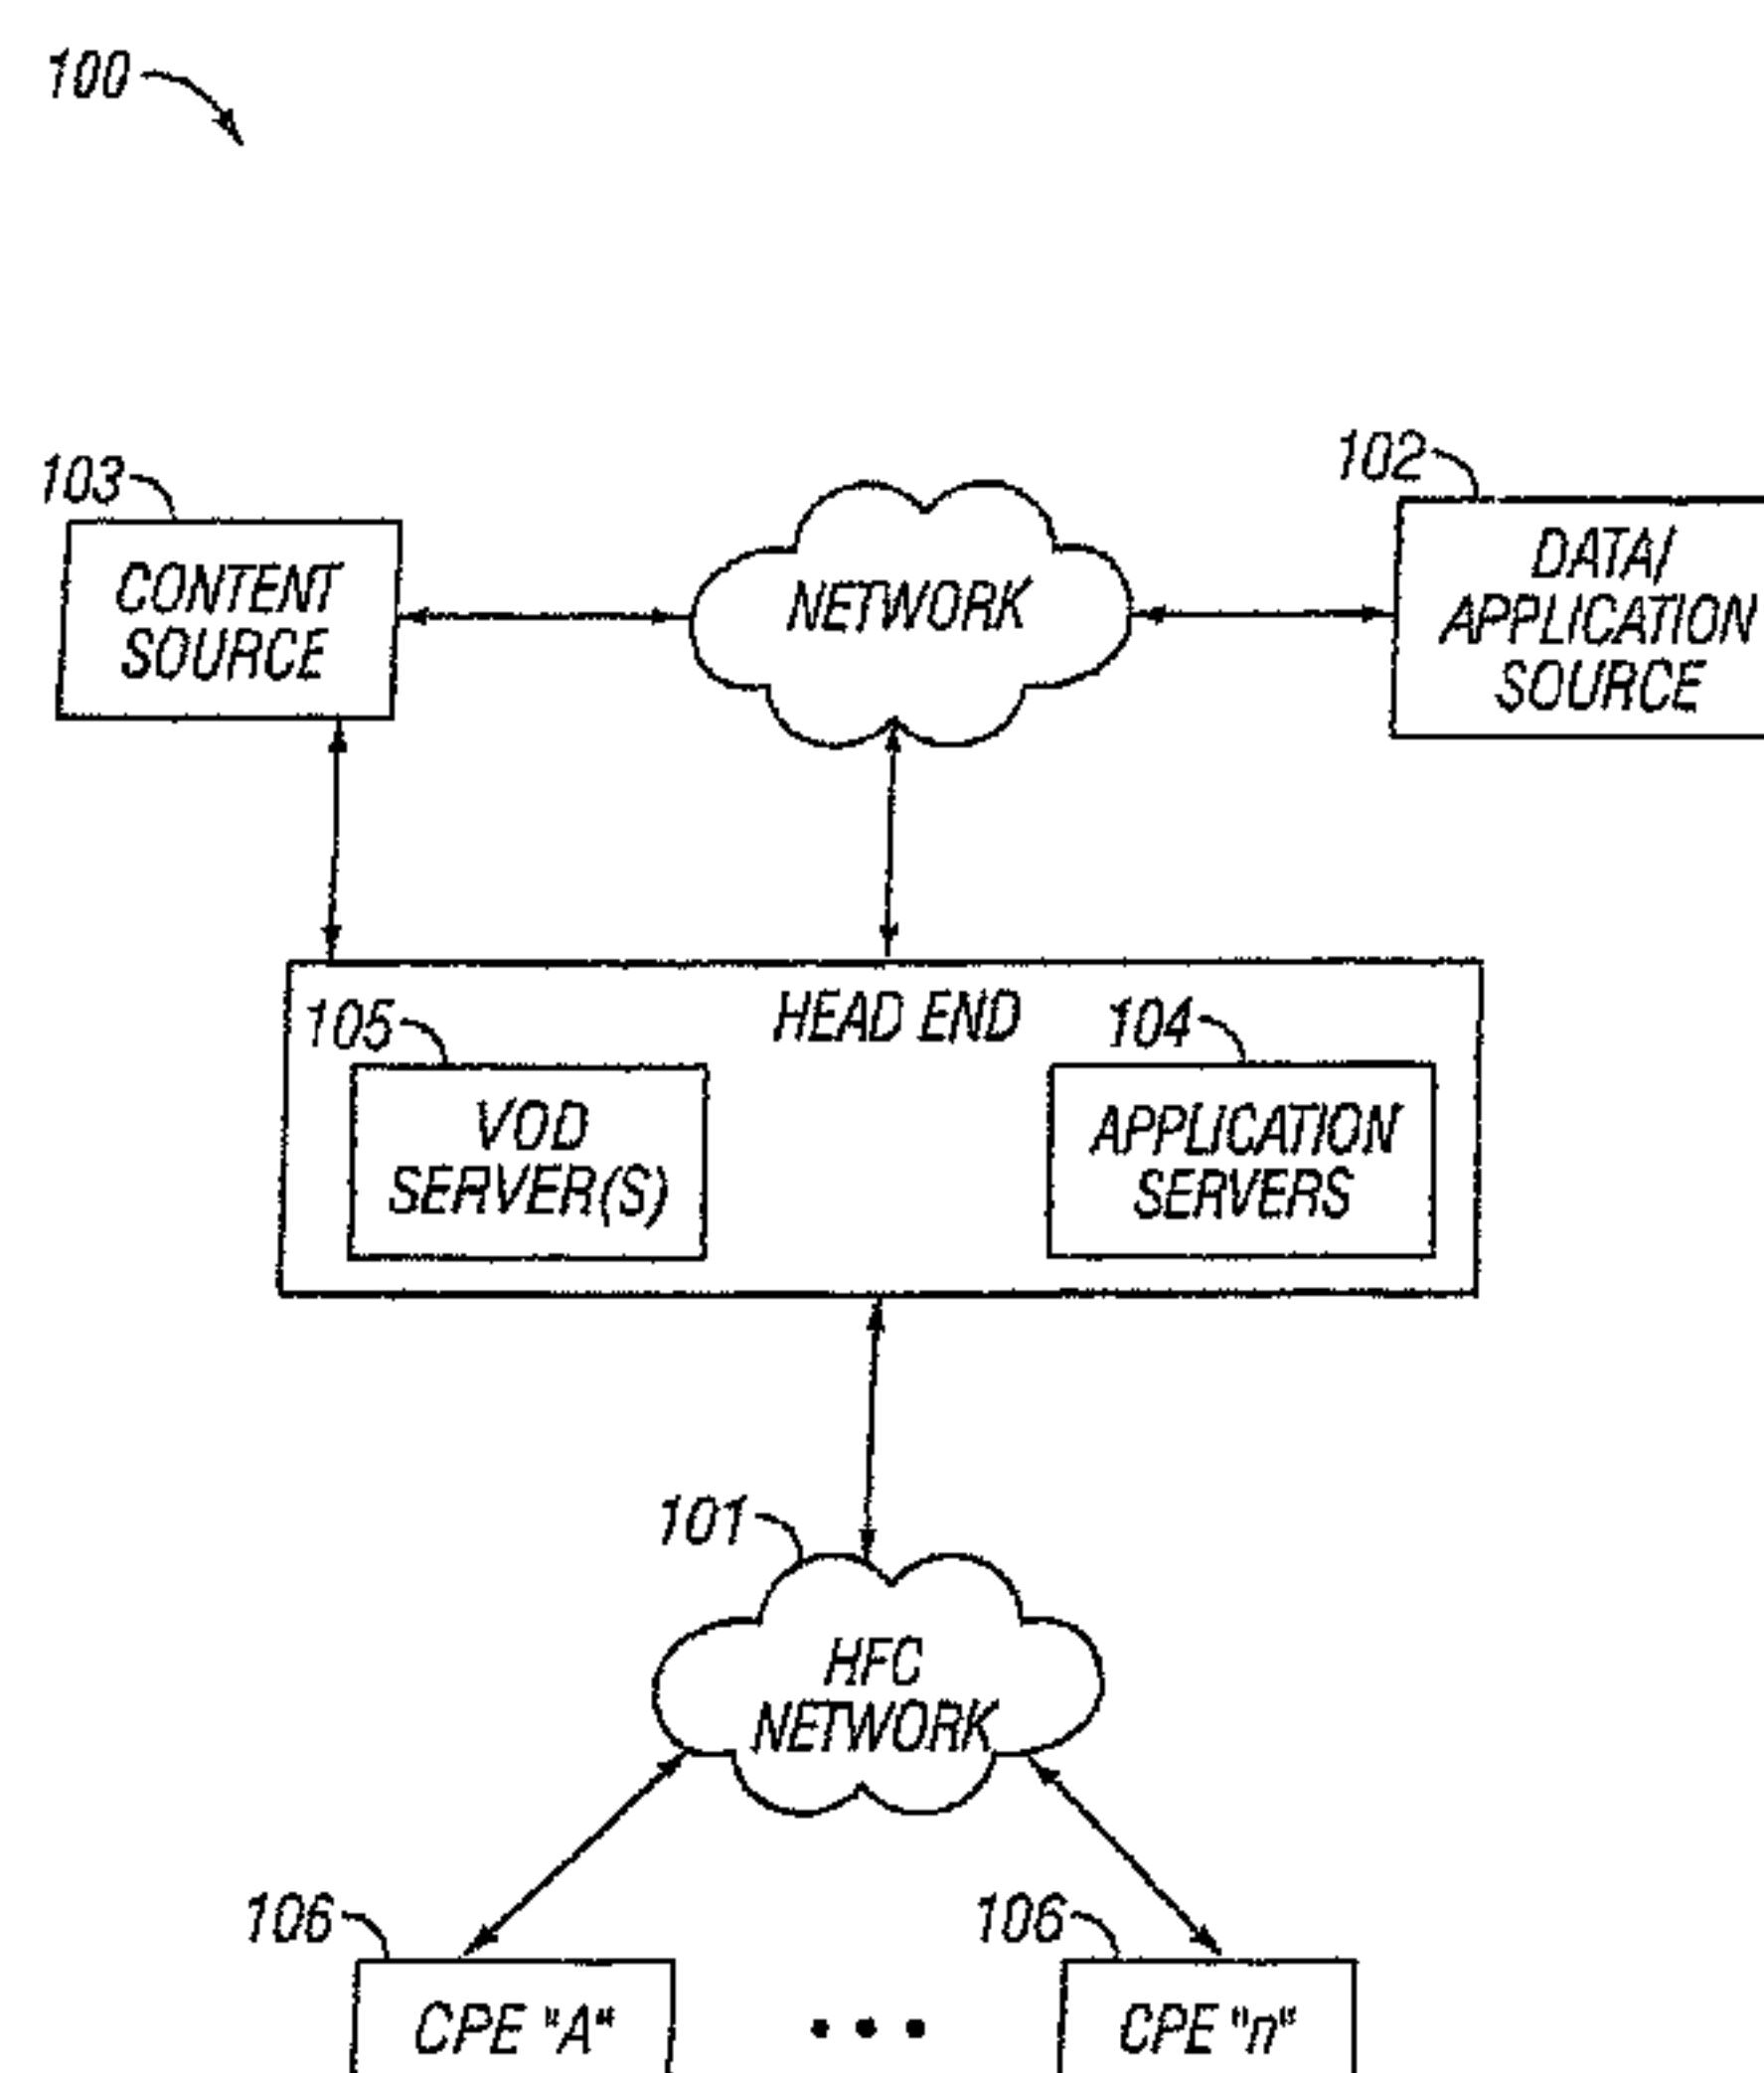 100
103
CONTENT
SOURCE
NETWORK
102
DATA/
APPLICATION
SOURCE
HEAD END
105
VOD
SERVER(S)
104
APPLICATION
SERVERS
101
HFC
NETWORK
106
CPE "A"
106
CPE "n"